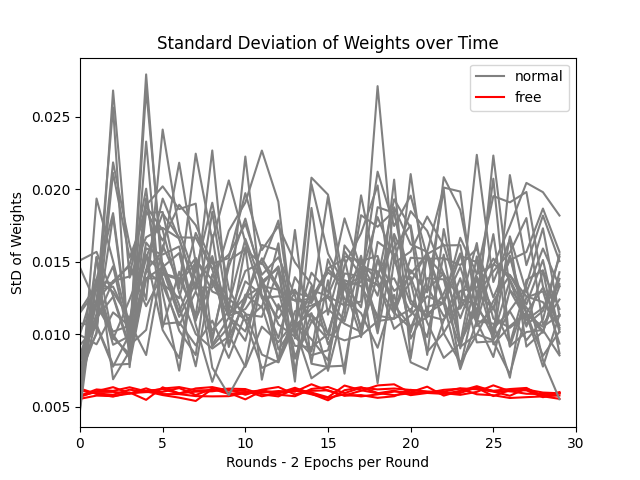 Standard Deviation of Weights over Time
normal
free
StD of Weights
0.025
0.020
0.015
0.010
0.005
0 5 10 15 20 25 30
Rounds - 2 Epochs per Round